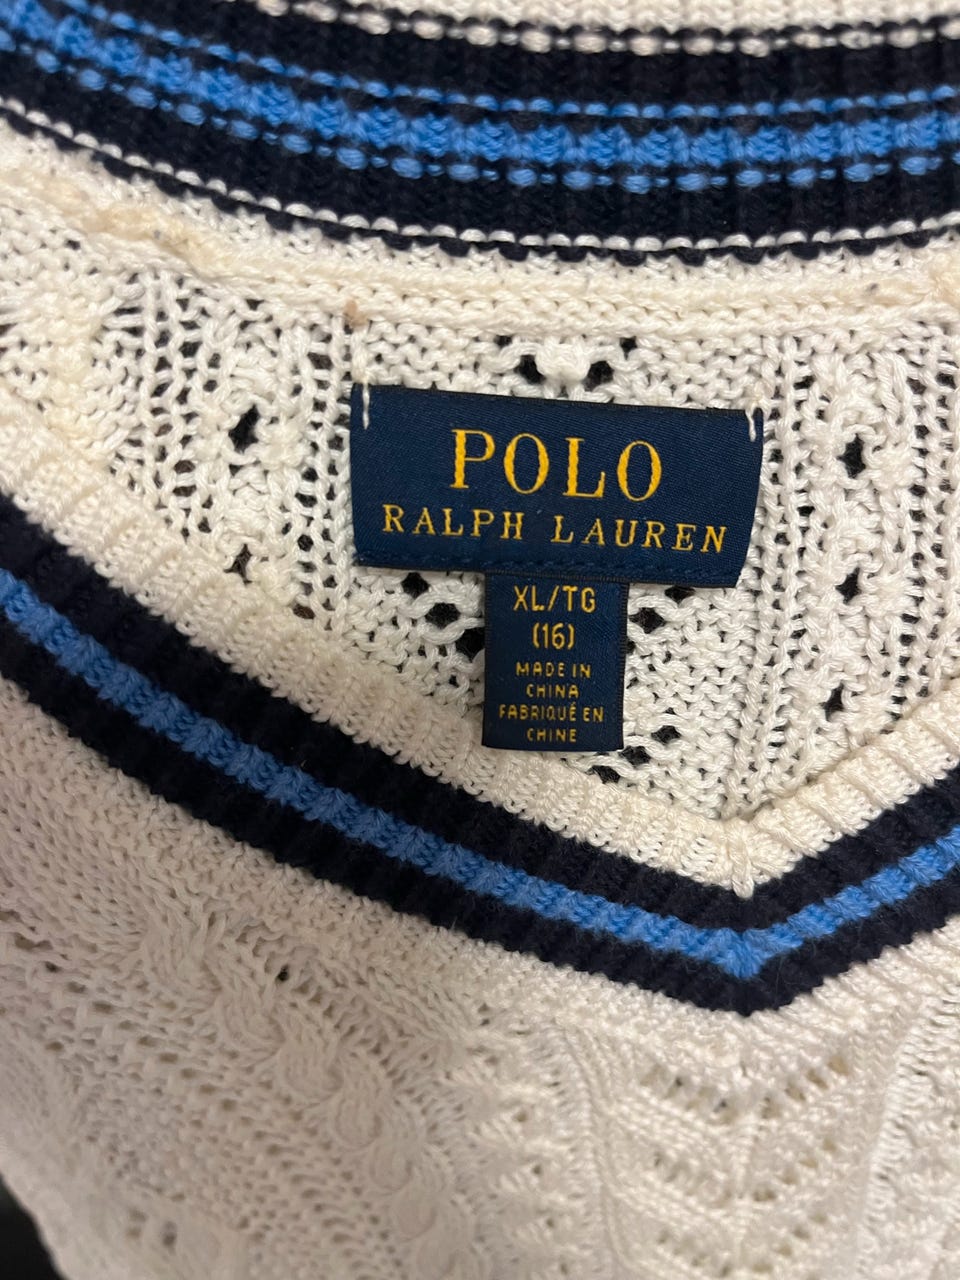 POLO
RALPH LAUREN
XL/TG
(16)
MADE IN
CHINA
FABRIQUÉ EN
CHINE